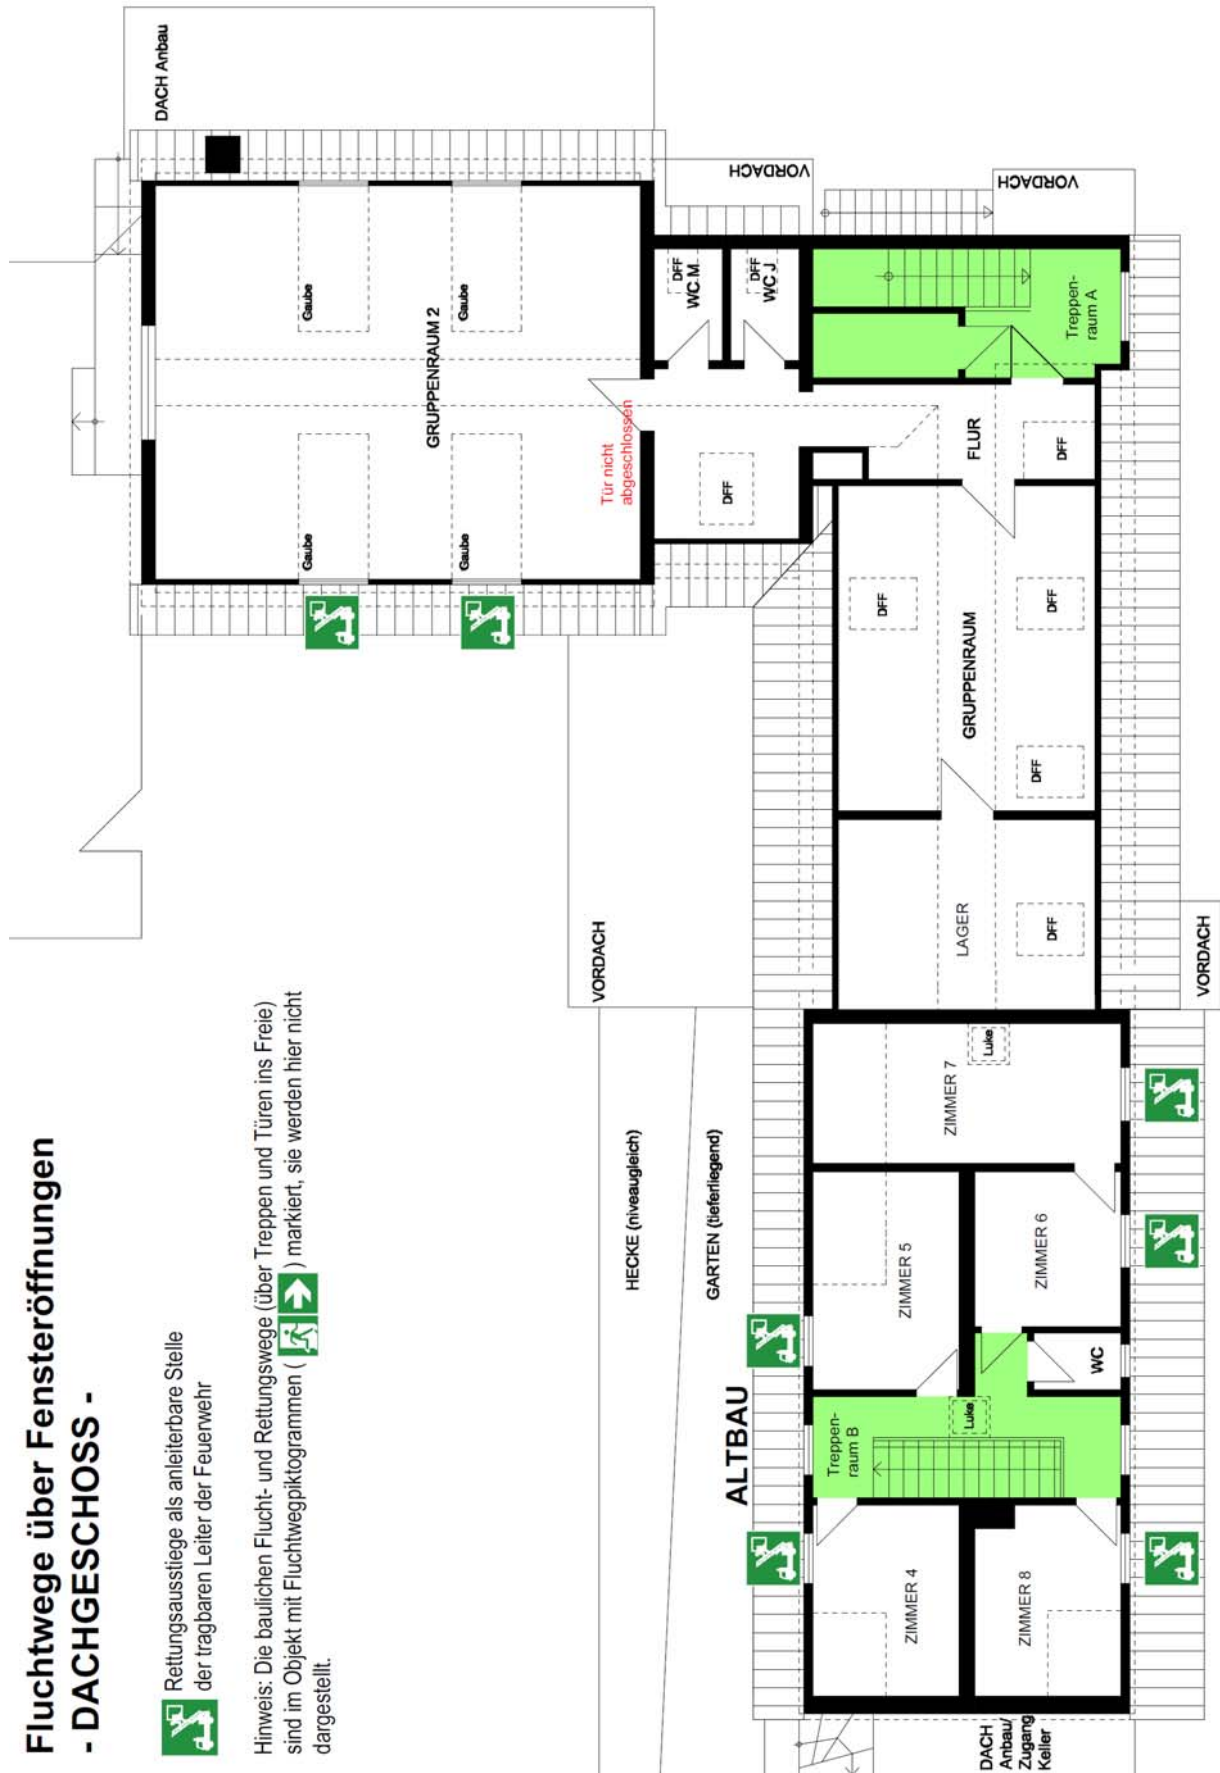 Fluchtwege über Fensteröffnungen
- DACHGESCHOSS -
Rettungsausstiege als anleiterbare Stelle
der tragbaren Leiter der Feuerwehr
Hinweis: Die baulichen Flucht- und Rettungswege (über Treppen und Türen ins Freie)
sind im Objekt mit Fluchtwegpiktogrammen ( ) markiert, sie werden hier nicht
dargestellt.
DACH Anbau
Gaube
Gaube
GRUPPENRAUM 2
Gaube
Gaube
Tür nicht
abgeschlossen
VORDACH
VORDACH
DFF
WC M
DFF
WC J
DFF
Treppen-
raum A
FLUR
DFF
DFF
DFF
GRUPPENRAUM
DFF
LAGER
DFF
VORDACH
VORDACH
HECKE (niveaugleich)
GARTEN (tieferliegend)
ALTBAU
ZIMMER 7
Luke
ZIMMER 5
ZIMMER 6
WC
Luke
Treppen-
raum B
ZIMMER 4
ZIMMER 8
DACH
Anbau/
Zugang
Keller